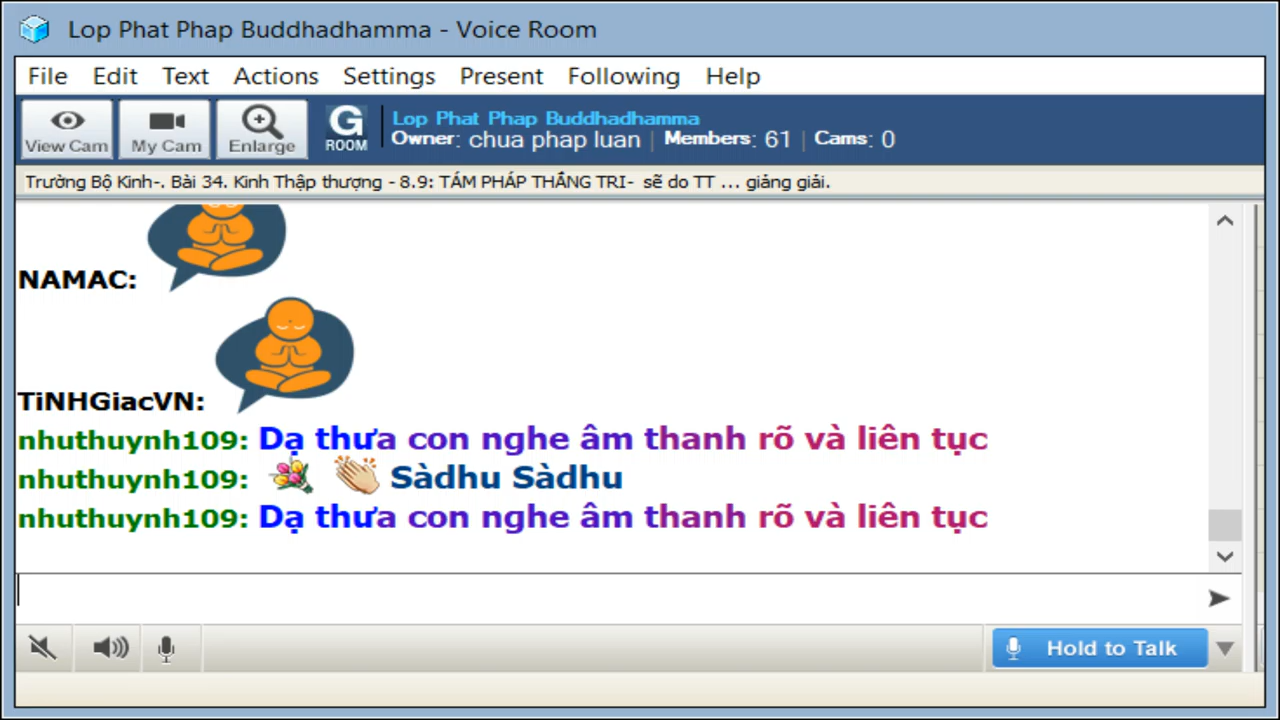 Lop Phat Phap Buddhadhamma - Voice Room
File Edit Text Actions Settings Present Following Help
View Cam My Cam Enlarge G ROOM
Lop Phat Phap Buddhadhamma
Owner: chua phap luan | Members: 61 | Cams: 0
Trường Bộ Kinh-. Bài 34. Kinh Thập thượng - 8.9: TÁM PHÁP THẮNG TRI- sẽ do TT ... giảng giải.
NAMAC:
TiNHGiacVN:
nhuthuynh109: Dạ thưa con nghe âm thanh rõ và liên tục
nhuthuynh109: Sàdhu Sàdhu
nhuthuynh109: Dạ thưa con nghe âm thanh rõ và liên tục
Hold to Talk